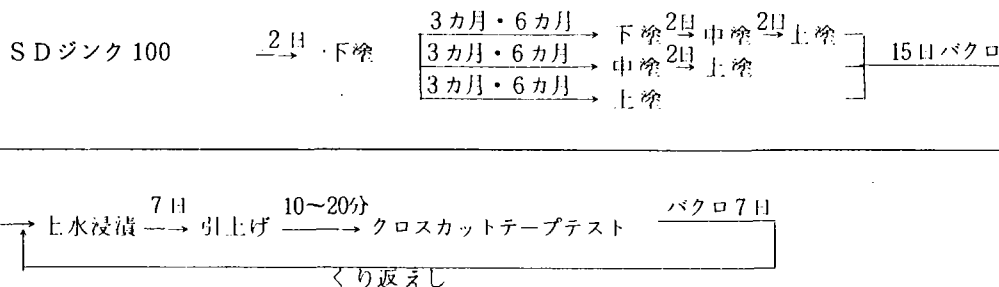 3カ月・6カ月 → 下塗 2日→ 中塗 2日→ 上塗
SDジンク100 2日→ 下塗 3カ月・6カ月 → 中塗 2日→ 上塗 15日バクロ
3カ月・6カ月 → 上塗
→ 上水浸漬 7日→ 引上げ 10～20分→ クロスカットテープテスト バクロ7日
くり返えし